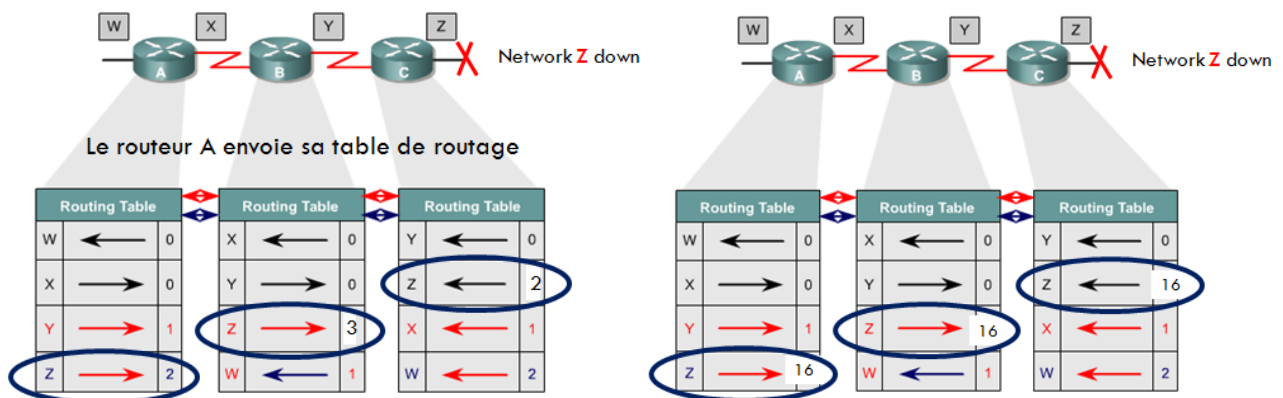 W X Y Z
Network Z down
A B C
Le routeur A envoie sa table de routage
Routing Table Routing Table Routing Table
W 0 X 0 Y 0
X 0 Y 0 Z 2
Y 1 Z 3 X 1
Z 2 W 1 W 2
W X Y Z
Network Z down
A B C
Routing Table Routing Table Routing Table
W 0 X 0 Y 0
X 0 Y 0 Z 16
Y 1 Z 16 X 1
Z 16 W 1 W 2